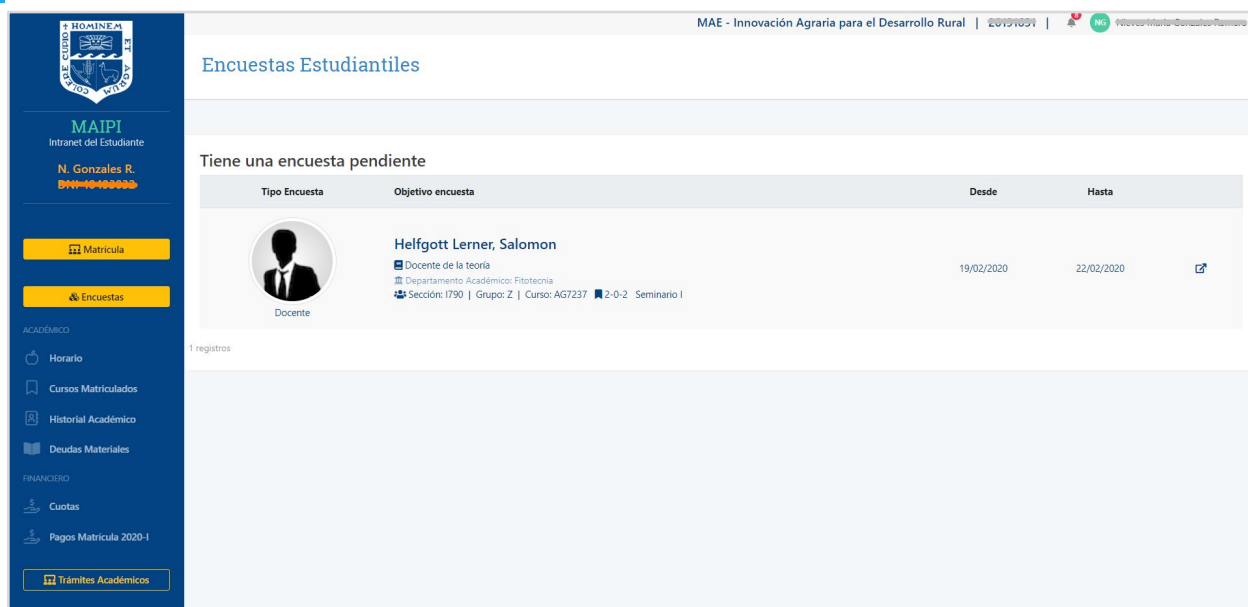 + HOMINEM
ET AGRUM
COLERE CUPIO
MAE - Innovación Agraria para el Desarrollo Rural | |
8
NG
Encuestas Estudiantiles
MAIPI
Intranet del Estudiante
N. Gonzales R.
Matrícula
Encuestas
ACADÉMICO
Horario
Cursos Matriculados
Historial Académico
Deudas Materiales
FINANCIERO
Cuotas
Pagos Matrícula 2020-I
Trámites Académicos
Tiene una encuesta pendiente
Tipo Encuesta Objetivo encuesta Desde Hasta
Helfgott Lerner, Salomon
Docente de la teoría
Departamento Académico: Fitotecnia
Sección: I790 | Grupo: Z | Curso: AG7237 2-0-2 Seminario I
19/02/2020 22/02/2020
Docente
1 registros